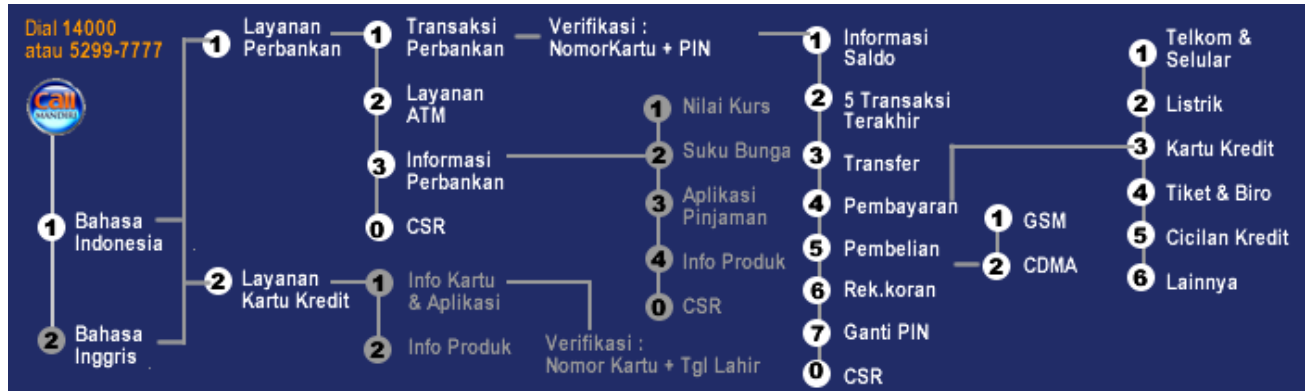 Dial 14000
atau 5299-7777
Call
MANDIRI
1 Bahasa
Indonesia
2 Bahasa
Inggris
1 Layanan
Perbankan
2 Layanan
Kartu Kredit
1 Transaksi
Perbankan
2 Layanan
ATM
3 Informasi
Perbankan
0 CSR
1 Info Kartu
& Aplikasi
2 Info Produk
Verifikasi :
NomorKartu + PIN
1 Nilai Kurs
2 Suku Bunga
3 Aplikasi
Pinjaman
4 Info Produk
0 CSR
Verifikasi :
Nomor Kartu + Tgl Lahir
1 Informasi
Saldo
2 5 Transaksi
Terakhir
3 Transfer
4 Pembayaran
5 Pembelian
6 Rek.koran
7 Ganti PIN
0 CSR
1 GSM
2 CDMA
1 Telkom &
Selular
2 Listrik
3 Kartu Kredit
4 Tiket & Biro
5 Cicilan Kredit
6 Lainnya